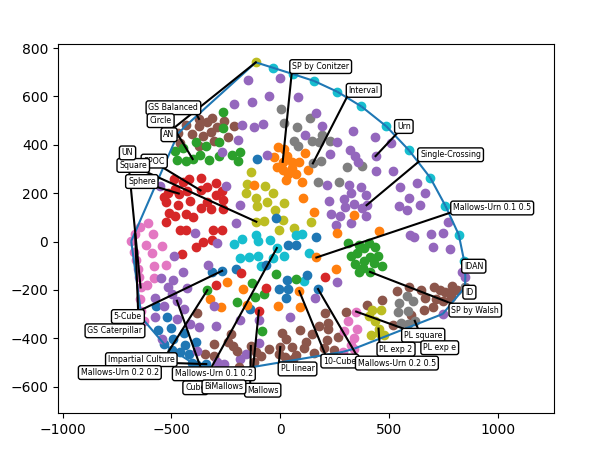 800
600
400
200
0
−200
−400
−600
−1000
−500
0
500
1000
SP by Conitzer
Interval
GS Balanced
Circle
AN
Urn
UN
Square
Sphere
Single-Crossing
Mallows-Urn 0.1 0.5
IDAN
ID
SP by Walsh
5-Cube
GS Caterpillar
PL square
PL exp 2
PL exp e
Impartial Culture
Mallows-Urn 0.2 0.2
Mallows-Urn 0.1 0.2
BiMallows
Mallows
PL linear
10-Cube
Mallows-Urn 0.2 0.5